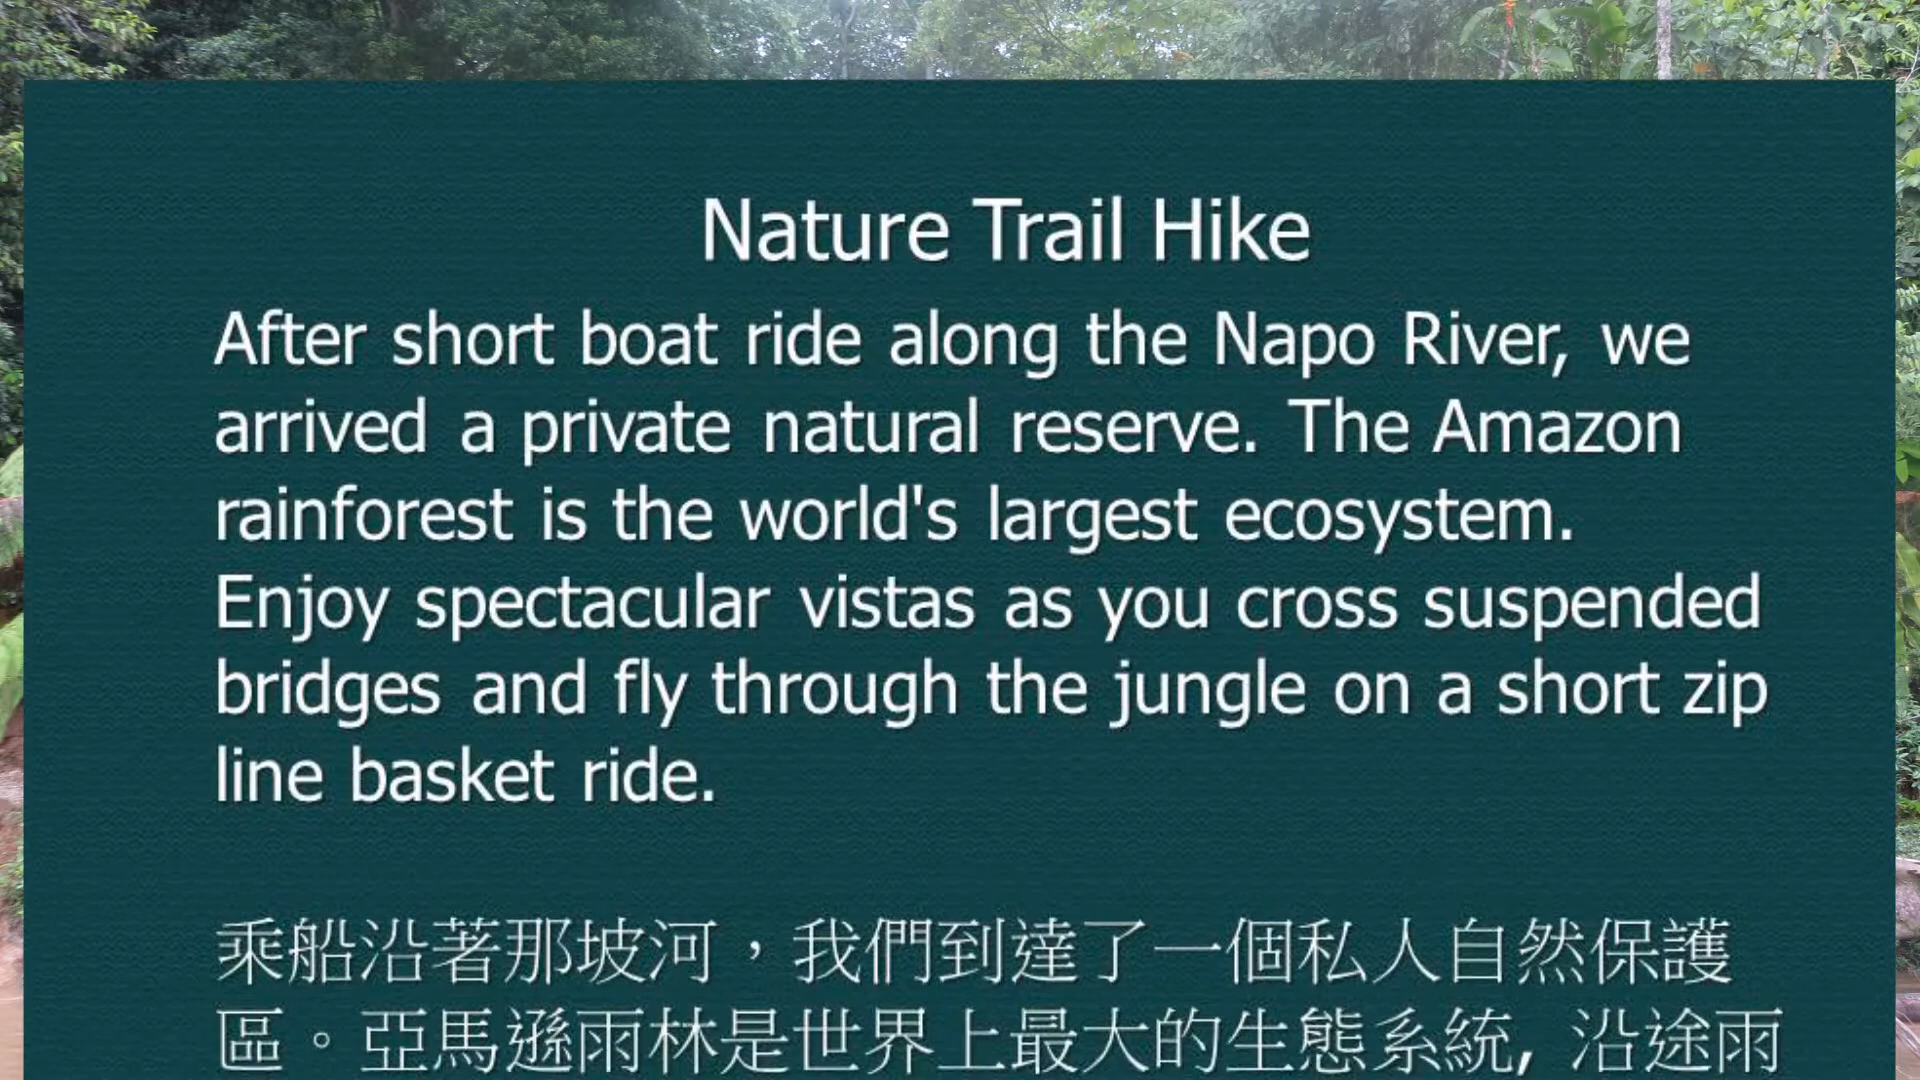 Nature Trail Hike
After short boat ride along the Napo River, we
arrived a private natural reserve. The Amazon
rainforest is the world's largest ecosystem.
Enjoy spectacular vistas as you cross suspended
bridges and fly through the jungle on a short zip
line basket ride.
乘船沿著那坡河，我們到達了一個私人自然保護
區。亞馬遜雨林是世界上最大的生態系統, 沿途雨